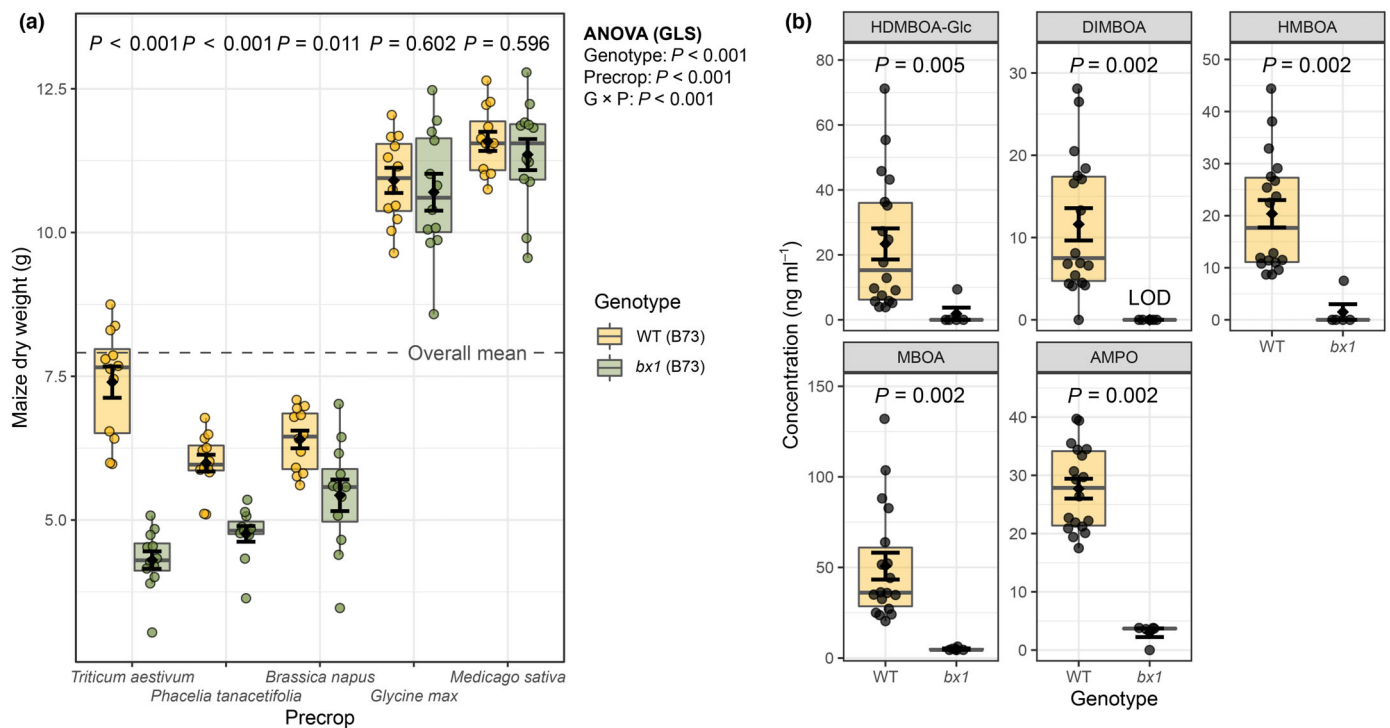 (a)
P < 0.001 P < 0.001 P = 0.011 P = 0.602 P = 0.596
12.5
10.0
7.5
5.0
Maize dry weight (g)
Overall mean
Triticum aestivum Brassica napus Medicago sativa
Phacelia tanacetifolia Glycine max
Precrop
ANOVA (GLS)
Genotype: P < 0.001
Precrop: P < 0.001
G × P: P < 0.001
Genotype
WT (B73)
bx1 (B73)
(b)
Concentration (ng ml⁻¹)
HDMBOA-Glc
P = 0.005
80
60
40
20
0
DIMBOA
P = 0.002
30
20
10
0
LOD
HMBOA
P = 0.002
50
40
30
20
10
0
WT bx1
MBOA
P = 0.002
150
100
50
0
WT bx1
AMPO
P = 0.002
40
30
20
10
0
WT bx1
Genotype